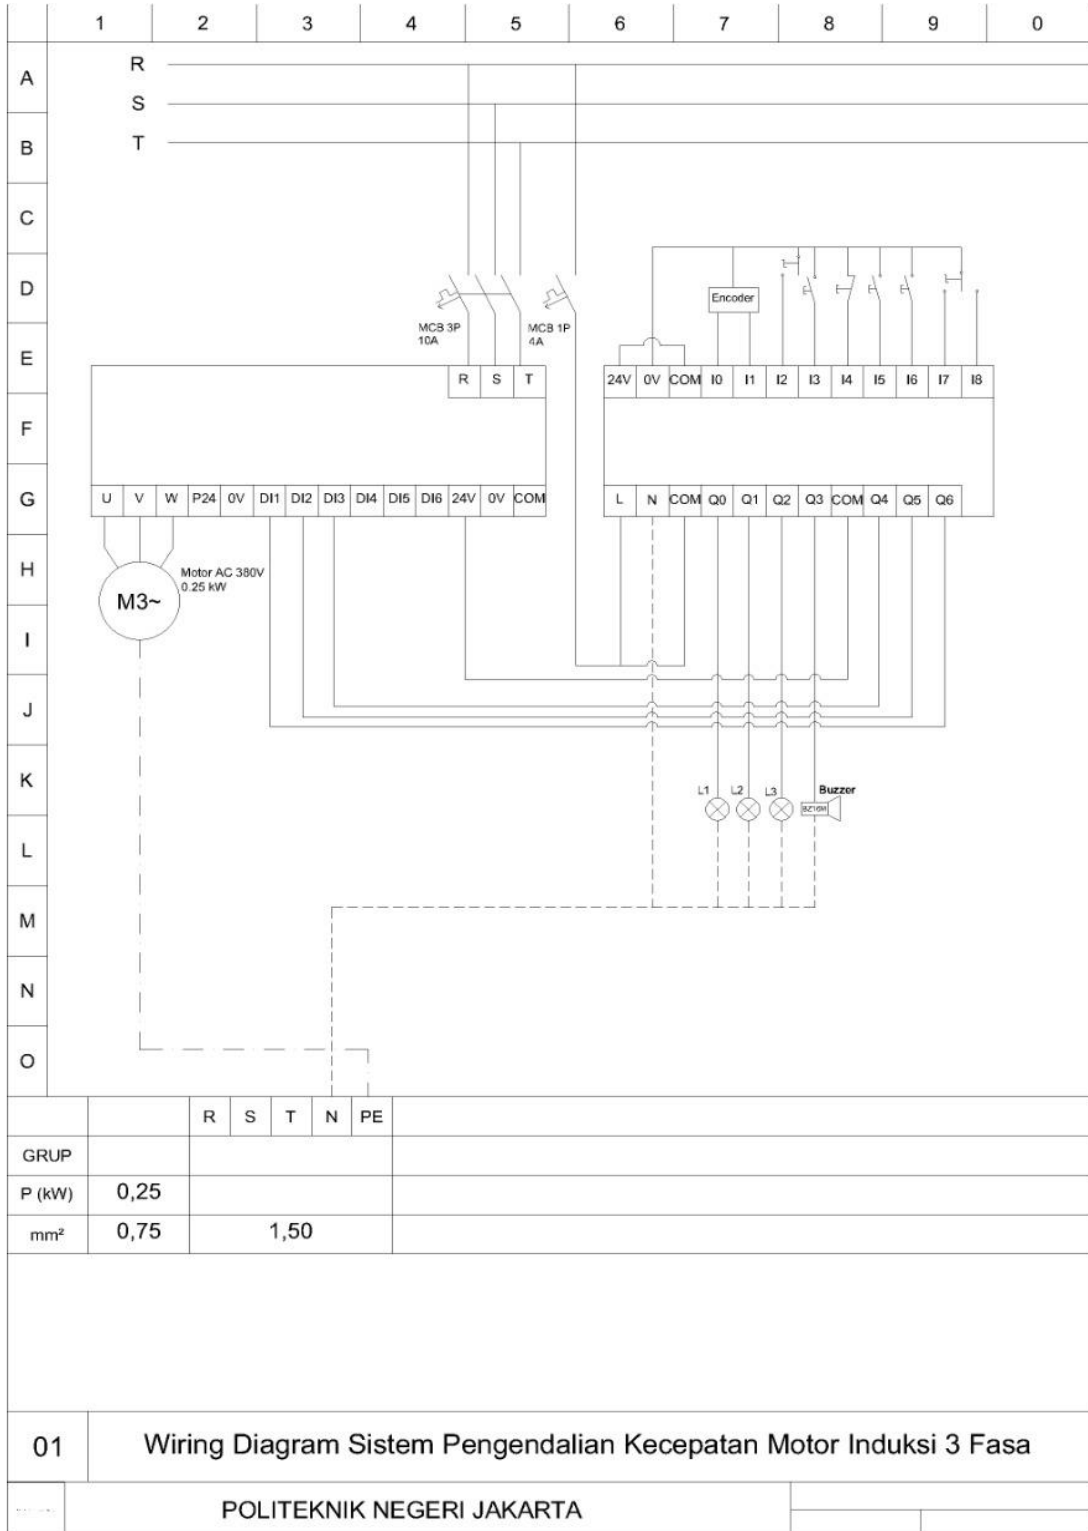 1 2 3 4 5 6 7 8 9 0
A
R
S
B
T
C
D
Encoder
MCB 3P
10A
MCB 1P
4A
E
R S T
24V 0V COM I0 I1 I2 I3 I4 I5 I6 I7 I8
F
G
U V W P24 0V DI1 DI2 DI3 DI4 DI5 DI6 24V 0V COM
L N COM Q0 Q1 Q2 Q3 COM Q4 Q5 Q6
H
Motor AC 380V
0.25 kW
M3~
I
J
K
L1 L2 L3 Buzzer
L
M
N
O
R S T N PE
GRUP
P (kW) 0,25
mm² 0,75 1,50
01 Wiring Diagram Sistem Pengendalian Kecepatan Motor Induksi 3 Fasa
POLITEKNIK NEGERI JAKARTA